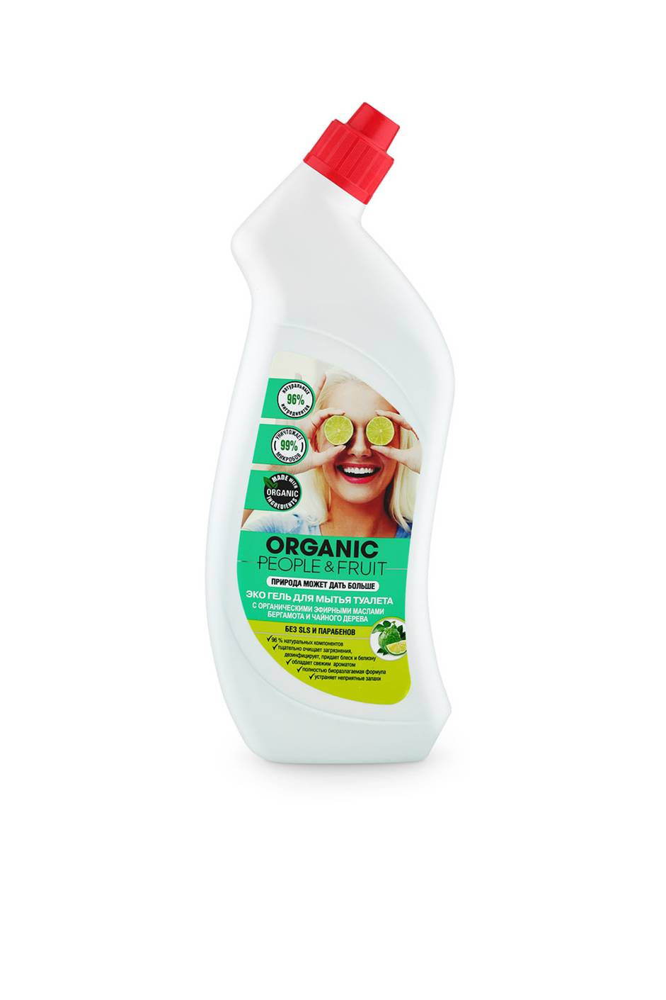 натуральных
96%
ингредиентов
УНИЧТОЖАЕТ
99%
МИКРОБОВ
MADE WITH
ORGANIC
INGREDIENTS
ORGANIC
PEOPLE & FRUIT
ПРИРОДА МОЖЕТ ДАТЬ БОЛЬШЕ
ЭКО ГЕЛЬ ДЛЯ МЫТЬЯ ТУАЛЕТА
С ОРГАНИЧЕСКИМИ ЭФИРНЫМИ МАСЛАМИ
БЕРГАМОТА И ЧАЙНОГО ДЕРЕВА
БЕЗ SLS И ПАРАБЕНОВ
✓96 % натуральных компонентов
✓тщательно очищает загрязнения,
дезинфицирует, придает блеск и белизну
✓обладает свежим ароматом
✓полностью биоразлагаемая формула
✓устраняет неприятные запахи